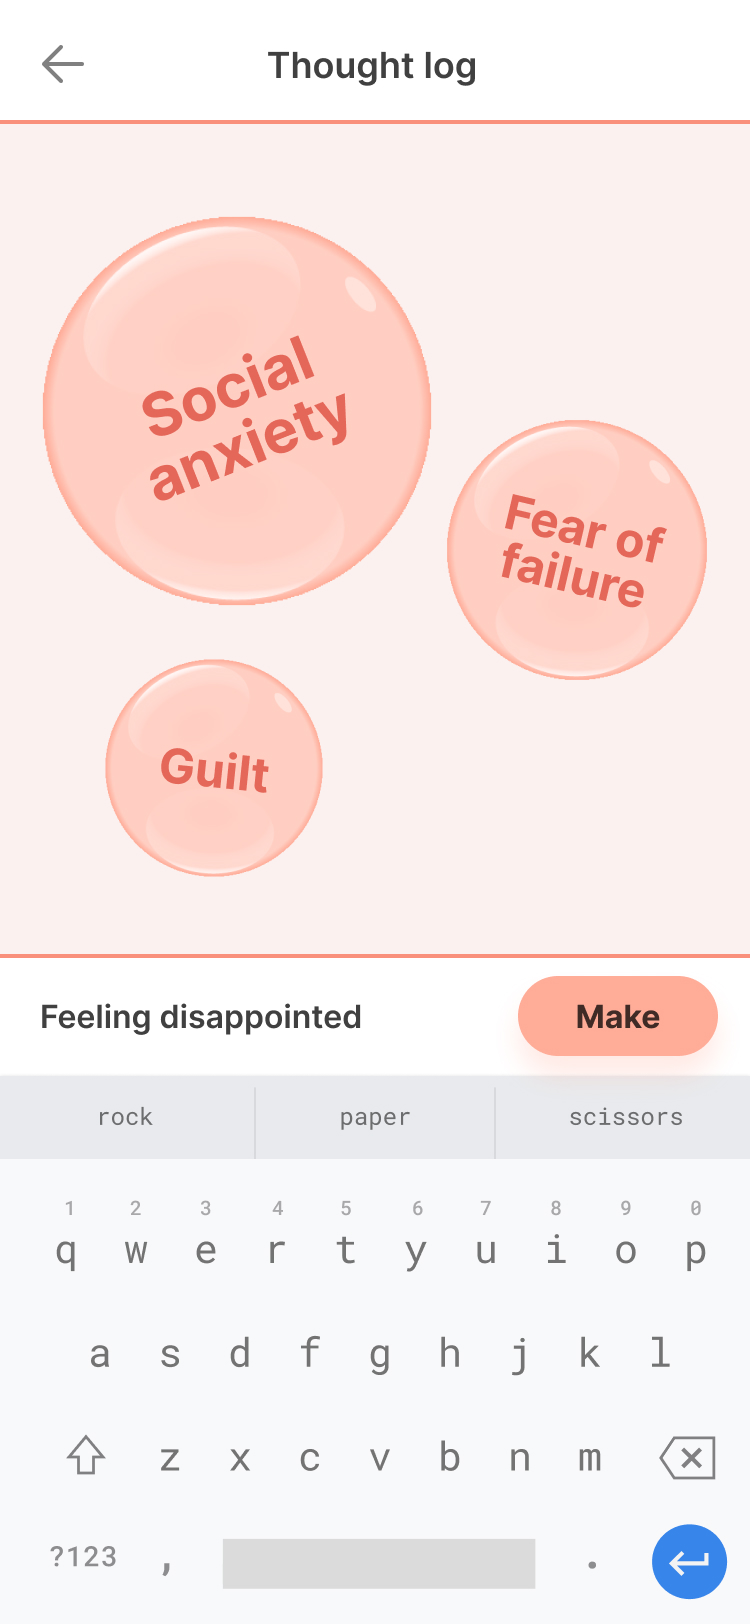 Thought log
Social
anxiety
Fear of
failure
Guilt
Feeling disappointed
Make
rock paper scissors
1 2 3 4 5 6 7 8 9 0
q w e r t y u i o p
a s d f g h j k l
z x c v b n m
?123 , .